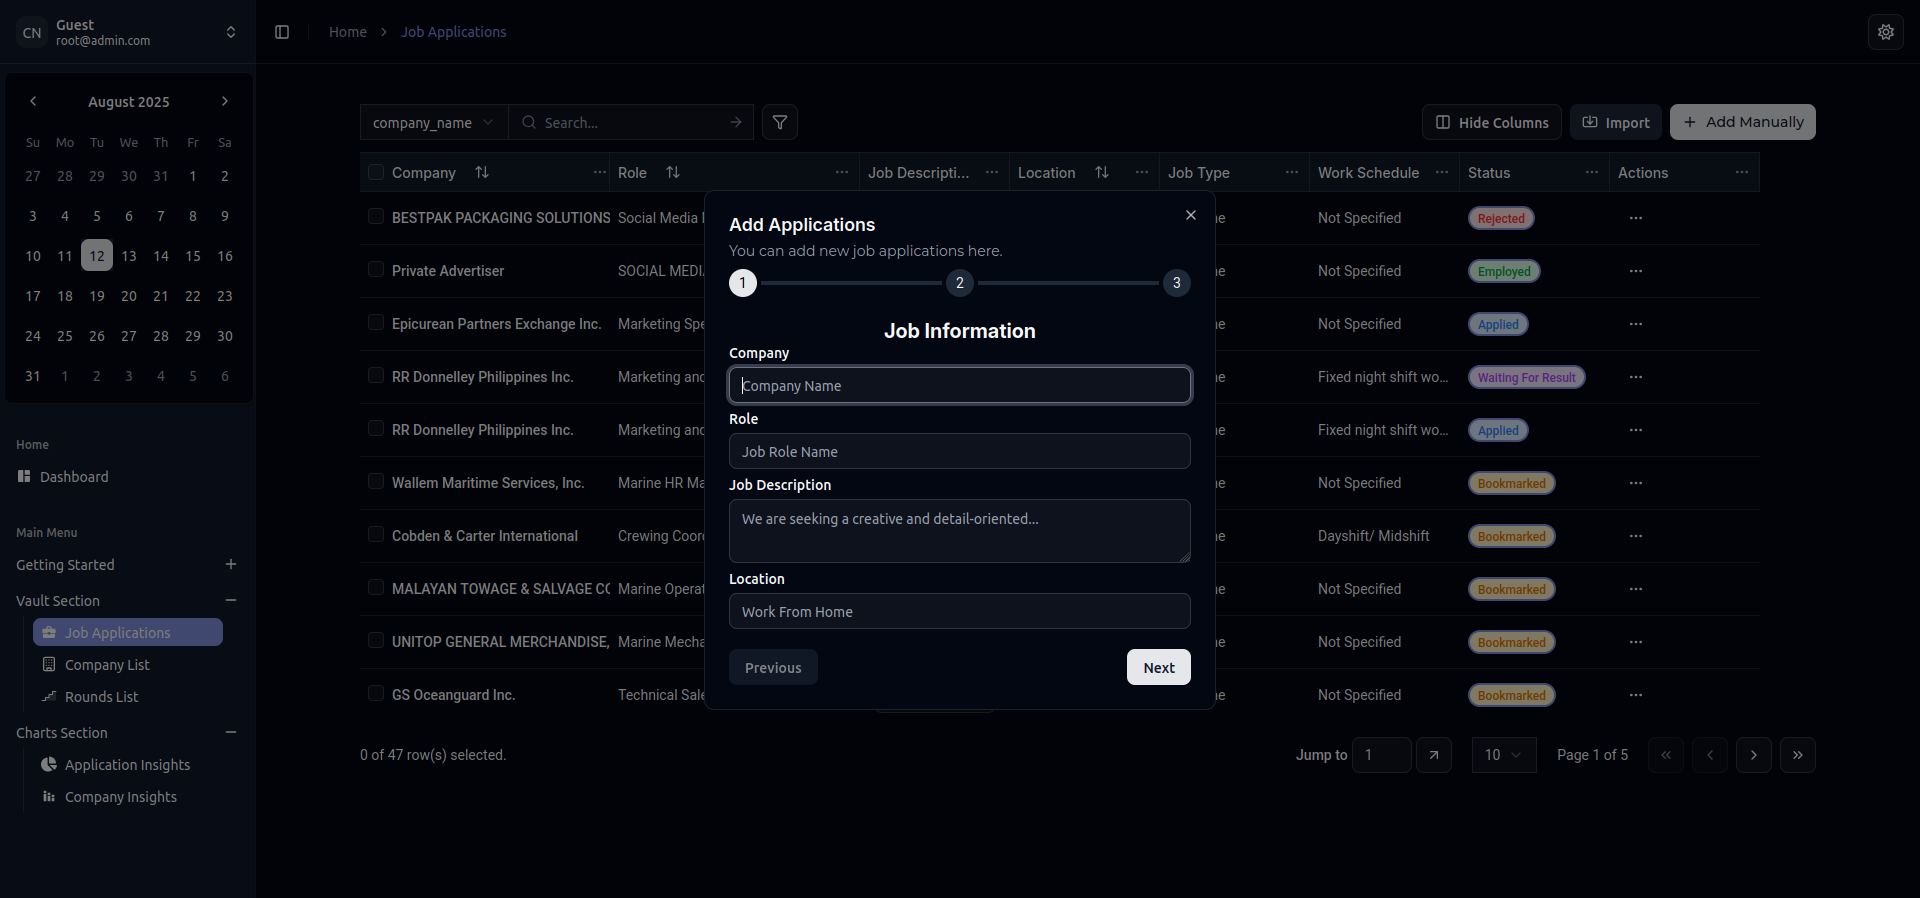 CN
Guest
root@admin.com
Home
Job Applications
August 2025
Su Mo Tu We Th Fr Sa
27 28 29 30 31 1 2
3 4 5 6 7 8 9
10 11 12 13 14 15 16
17 18 19 20 21 22 23
24 25 26 27 28 29 30
31 1 2 3 4 5 6
Home
Dashboard
Main Menu
Getting Started
Vault Section
Job Applications
Company List
Rounds List
Charts Section
Application Insights
Company Insights
company_name Search...
Hide Columns Import Add Manually
Company Role Job Descripti... Location Job Type Work Schedule Status Actions
BESTPAK PACKAGING SOLUTIONS Social Media Not Specified Rejected
Private Advertiser SOCIAL MEDI Not Specified Employed
Epicurean Partners Exchange Inc. Marketing Spe Not Specified Applied
RR Donnelley Philippines Inc. Marketing and Fixed night shift wo... Waiting For Result
RR Donnelley Philippines Inc. Marketing and Fixed night shift wo... Applied
Wallem Maritime Services, Inc. Marine HR Ma Not Specified Bookmarked
Cobden & Carter International Crewing Coor Dayshift/ Midshift Bookmarked
MALAYAN TOWAGE & SALVAGE CO Marine Operat Not Specified Bookmarked
UNITOP GENERAL MERCHANDISE, Marine Mecha Not Specified Bookmarked
GS Oceanguard Inc. Technical Sale Not Specified Bookmarked
0 of 47 row(s) selected.
Jump to 1 10 Page 1 of 5
Add Applications
You can add new job applications here.
1 2 3
Job Information
Company
Company Name
Role
Job Role Name
Job Description
We are seeking a creative and detail-oriented...
Location
Work From Home
Previous Next